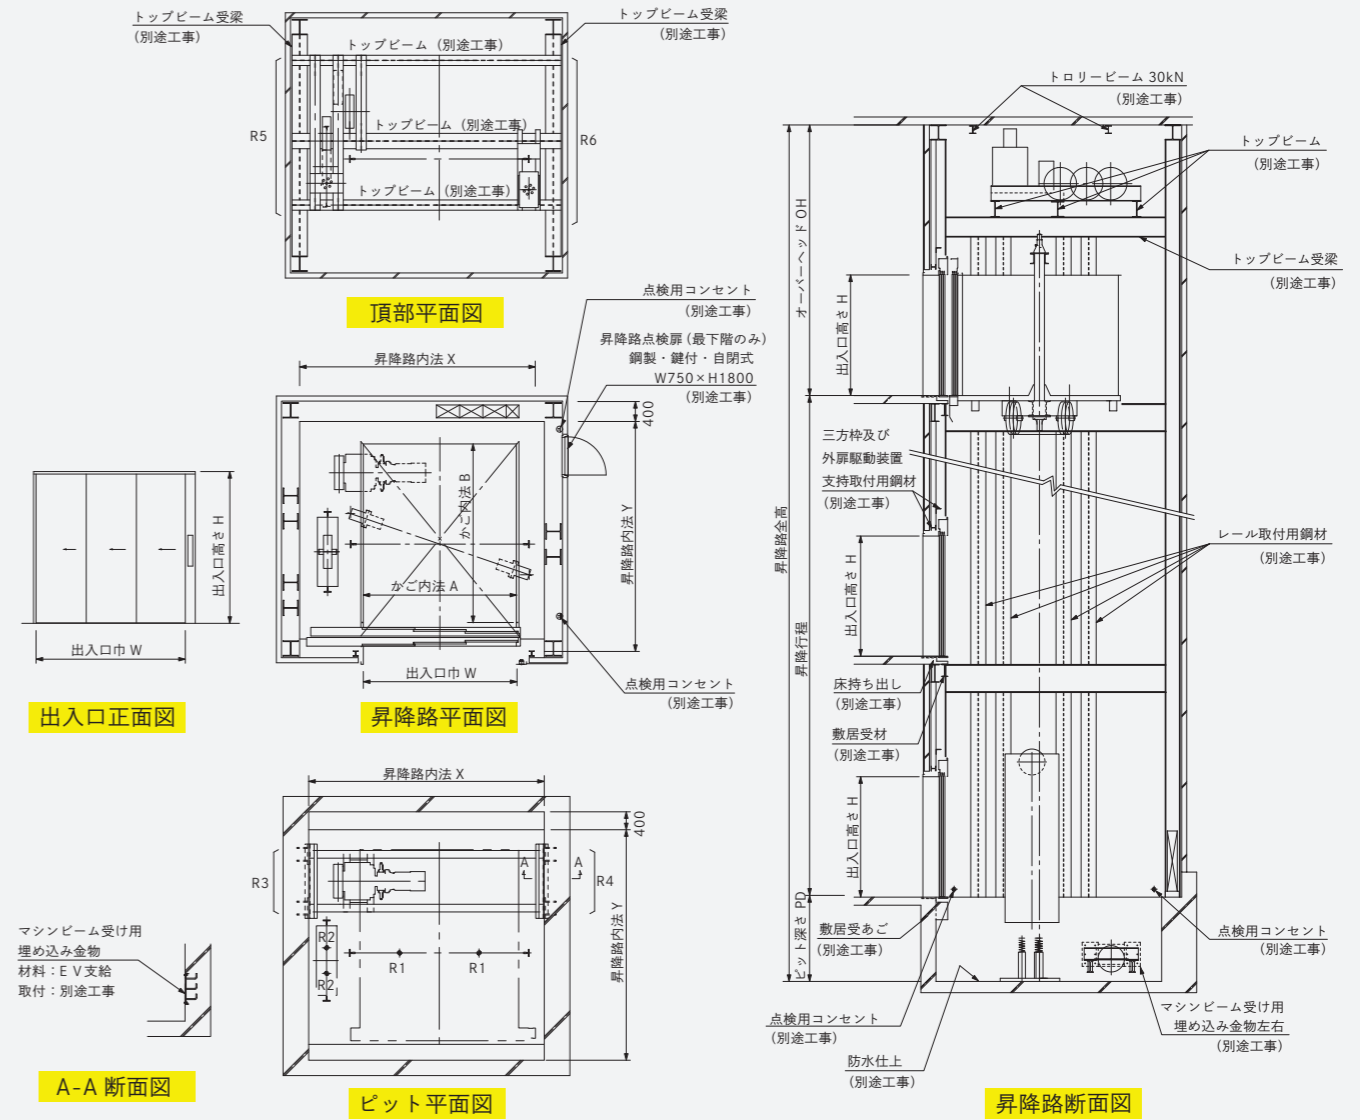 トップビーム受梁
(別途工事)
トップビーム受梁
(別途工事)
トップビーム (別途工事)
トップビーム (別途工事)
トップビーム (別途工事)
R5
R6
頂部平面図
点検用コンセント
(別途工事)
昇降路点検扉(最下階のみ)
鋼製・鍵付・自閉式
W750×H1800
(別途工事)
昇降路内法 X
400
かご内法 B
かご内法 A
昇降路内法 Y
出入口巾 W
点検用コンセント
(別途工事)
昇降路平面図
出入口高さ H
出入口巾 W
出入口正面図
昇降路内法 X
400
R3
A
A
R4
R2
R2
R1
R1
昇降路内法 Y
ピット平面図
マシンビーム受け用
埋め込み金物
材料：EV支給
取付：別途工事
A-A 断面図
トロリービーム 30kN
(別途工事)
トップビーム
(別途工事)
トップビーム受梁
(別途工事)
オーバーヘッド OH
出入口高さ H
三方枠及び
外扉駆動装置
支持取付用鋼材
(別途工事)
昇降路全高
レール取付用鋼材
(別途工事)
出入口高さ H
昇降行程
床持ち出し
(別途工事)
敷居受材
(別途工事)
出入口高さ H
ピット深さ PD
敷居受あご
(別途工事)
点検用コンセント
(別途工事)
点検用コンセント
(別途工事)
マシンビーム受け用
埋め込み金物左右
(別途工事)
防水仕上
(別途工事)
昇降路断面図